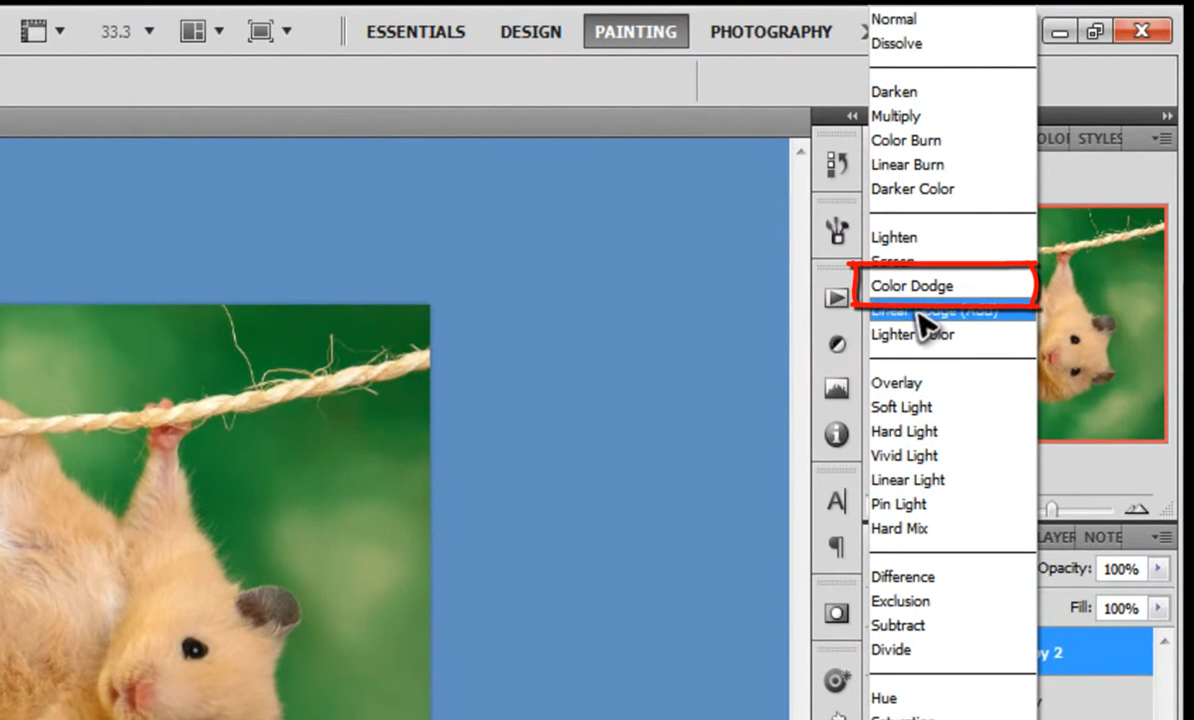 33.3 ESSENTIALS DESIGN PAINTING PHOTOGRAPHY
Normal
Dissolve
Darken
Multiply
Color Burn
Linear Burn
Darker Color
Lighten
Screen
Color Dodge
Linear Dodge (Add)
Lighter Color
Overlay
Soft Light
Hard Light
Vivid Light
Linear Light
Pin Light
Hard Mix
Difference
Exclusion
Subtract
Divide
Hue
STYLES
NOTE
Opacity: 100%
Fill: 100%
y 2